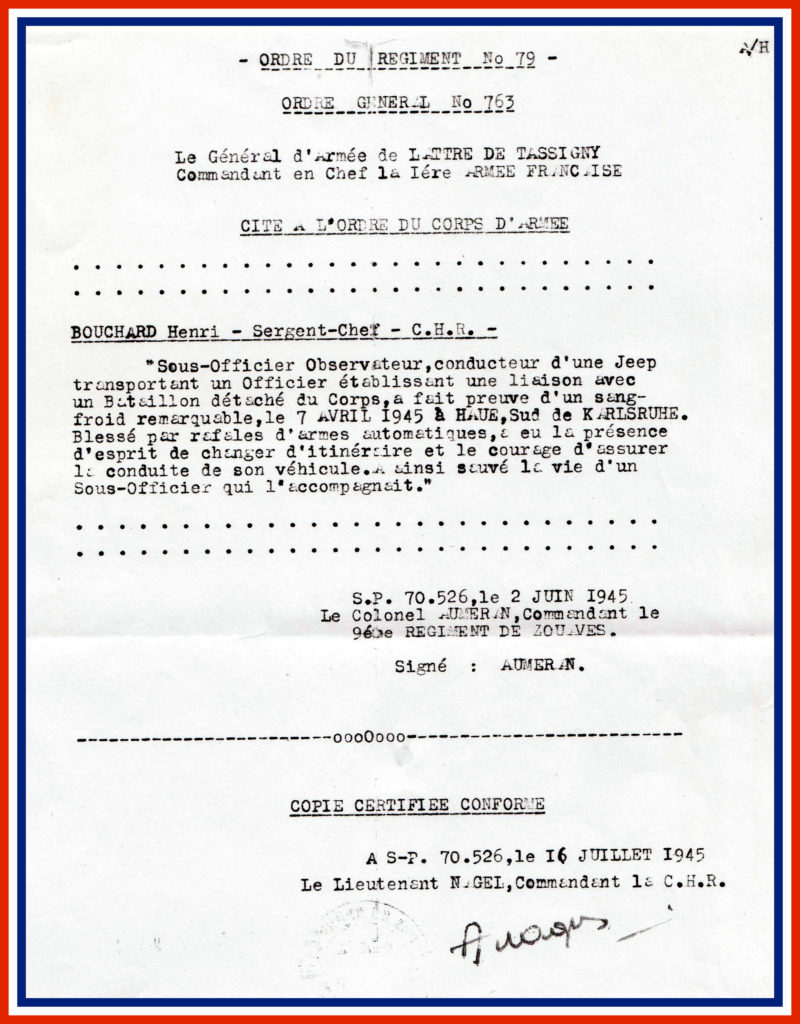 A/H
- ORDRE DU REGIMENT No 79 -
ORDRE GENERAL No 763
Le Général d'Armée de LATTRE DE TASSIGNY
Commandant en Chef la Iére ARMEE FRANCAISE
CITE A L'ORDRE DU CORPS D'ARMEE
. . . . . . . . . . . . . . . . . . . . . . . . . . . .
. . . . . . . . . . . . . . . . . . . . . . . . . . . .
BOUCHARD Henri - Sergent-Chef - C.H.R. -
"Sous-Officier Observateur,conducteur d'une Jeep
transportant un Officier établissant une liaison avec
un Bataillon détaché du Corps,a fait preuve d'un sang-
froid remarquable,le 7 AVRIL 1945 à HAUE,Sud de KARLSRUHE.
Blessé par rafales d'armes automatiques,a eu la présence
d'esprit de changer d'itinéraire et le courage d'assurer
la conduite de son véhicule.A ainsi sauvé la vie d'un
Sous-Officier qui l'accompagnait."
. . . . . . . . . . . . . . . . . . . . . . . . . . . .
. . . . . . . . . . . . . . . . . . . . . . . . . . . .
S.P. 70.526,le 2 JUIN 1945
Le Colonel AUMERAN,Commandant le
9éme REGIMENT DE ZOUAVES.
Signé : AUMERAN.
------------------------oooOooo--------------------------
COPIE CERTIFIEE CONFORME
A S-P. 70.526,le 16 JUILLET 1945
Le Lieutenant NAGEL,Commandant la C.H.R.